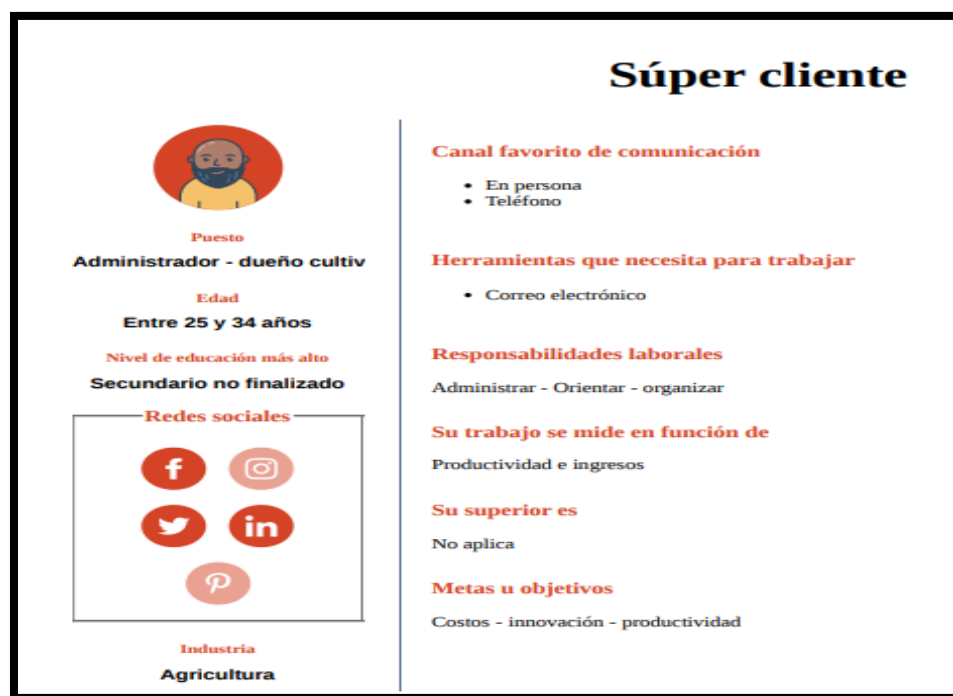 Súper cliente
Puesto
Administrador - dueño cultiv
Edad
Entre 25 y 34 años
Nivel de educación más alto
Secundario no finalizado
Redes sociales
f
in
Industria
Agricultura
Canal favorito de comunicación
• En persona
• Teléfono
Herramientas que necesita para trabajar
• Correo electrónico
Responsabilidades laborales
Administrar - Orientar - organizar
Su trabajo se mide en función de
Productividad e ingresos
Su superior es
No aplica
Metas u objetivos
Costos - innovación - productividad